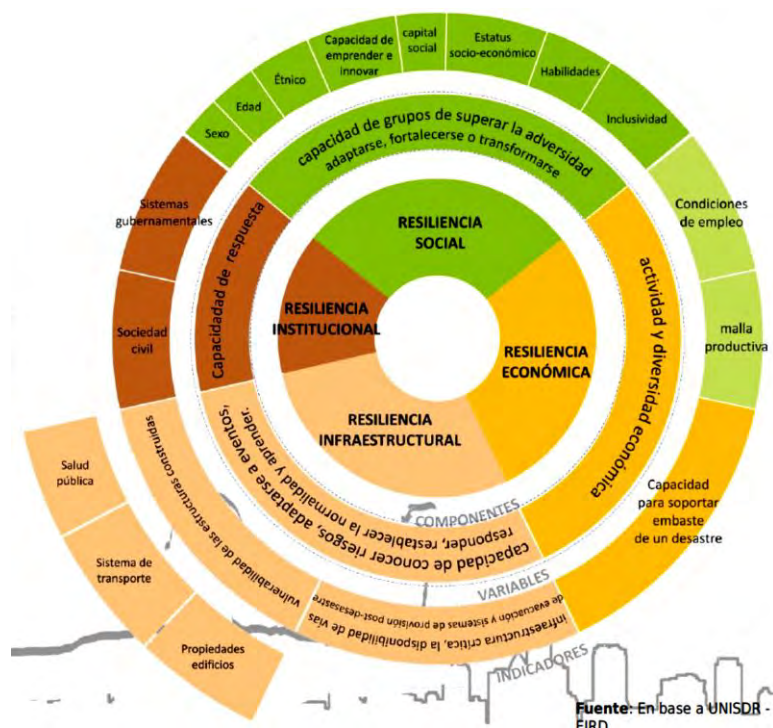 Sexo
Edad
Étnico
Capacidad de
emprender e
innovar
capital
social
Estatus
socio-económico
Habilidades
Inclusividad
capacidad de grupos de superar la adversidad
adaptarse, fortalecerse o transformarse
Sistemas
gubernamentales
Sociedad
civil
Capacidadad de respuesta
RESILIENCIA
SOCIAL
RESILIENCIA
INSTITUCIONAL
RESILIENCIA
ECONÓMICA
RESILIENCIA
INFRAESTRUCTURAL
actividad y diversidad económica
Condiciones
de empleo
malla
productiva
Capacidad
para soportar
embaste
de un desastre
capacidad de conocer riesgos, adaptarse a eventos,
responder, restablecer la normalidad y aprender.
vulnerabilidad de las estructuras construidas
infraestructura crítica, la disponibilidad de vías
de evacuación y sistemas de provisión post-desasastre
Salud
pública
Sistema de
transporte
Propiedades
edificios
COMPONENTES
VARIABLES
INDICADORES
Fuente: En base a UNISDR -
EIRD